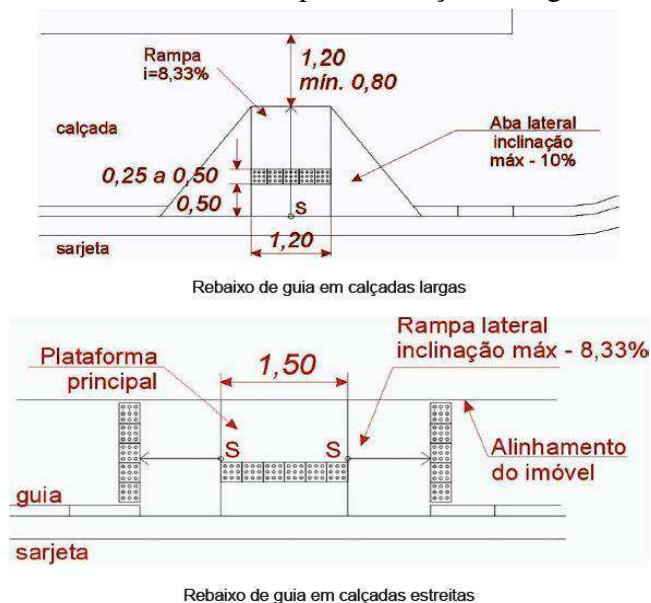 Rampa
i=8,33%
1,20
mín. 0,80
calçada
Aba lateral
inclinação
máx - 10%
0,25 a 0,50
0,50
S
1,20
sarjeta
Rebaixo de guia em calçadas largas
Rampa lateral
inclinação máx - 8,33%
Plataforma
principal
1,50
S
S
Alinhamento
do imóvel
guia
sarjeta
Rebaixo de guia em calçadas estreitas